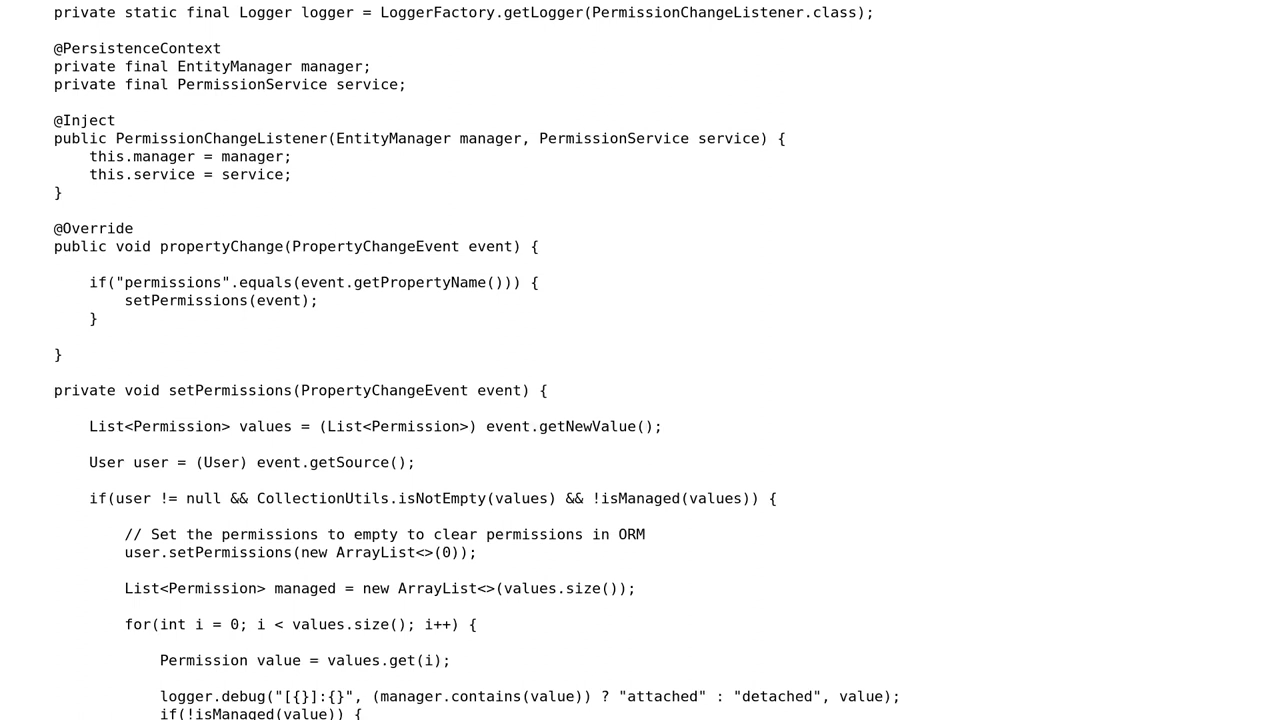 private static final Logger logger = LoggerFactory.getLogger(PermissionChangeListener.class);
@PersistenceContext
private final EntityManager manager;
private final PermissionService service;
@Inject
public PermissionChangeListener(EntityManager manager, PermissionService service) {
this.manager = manager;
this.service = service;
}
@Override
public void propertyChange(PropertyChangeEvent event) {
if("permissions".equals(event.getPropertyName())) {
setPermissions(event);
}
}
private void setPermissions(PropertyChangeEvent event) {
List<Permission> values = (List<Permission>) event.getNewValue();
User user = (User) event.getSource();
if(user != null && CollectionUtils.isNotEmpty(values) && !isManaged(values)) {
// Set the permissions to empty to clear permissions in ORM
user.setPermissions(new ArrayList<>(0));
List<Permission> managed = new ArrayList<>(values.size());
for(int i = 0; i < values.size(); i++) {
Permission value = values.get(i);
logger.debug("[{}]:{}", (manager.contains(value)) ? "attached" : "detached", value);
if(!isManaged(value)) {